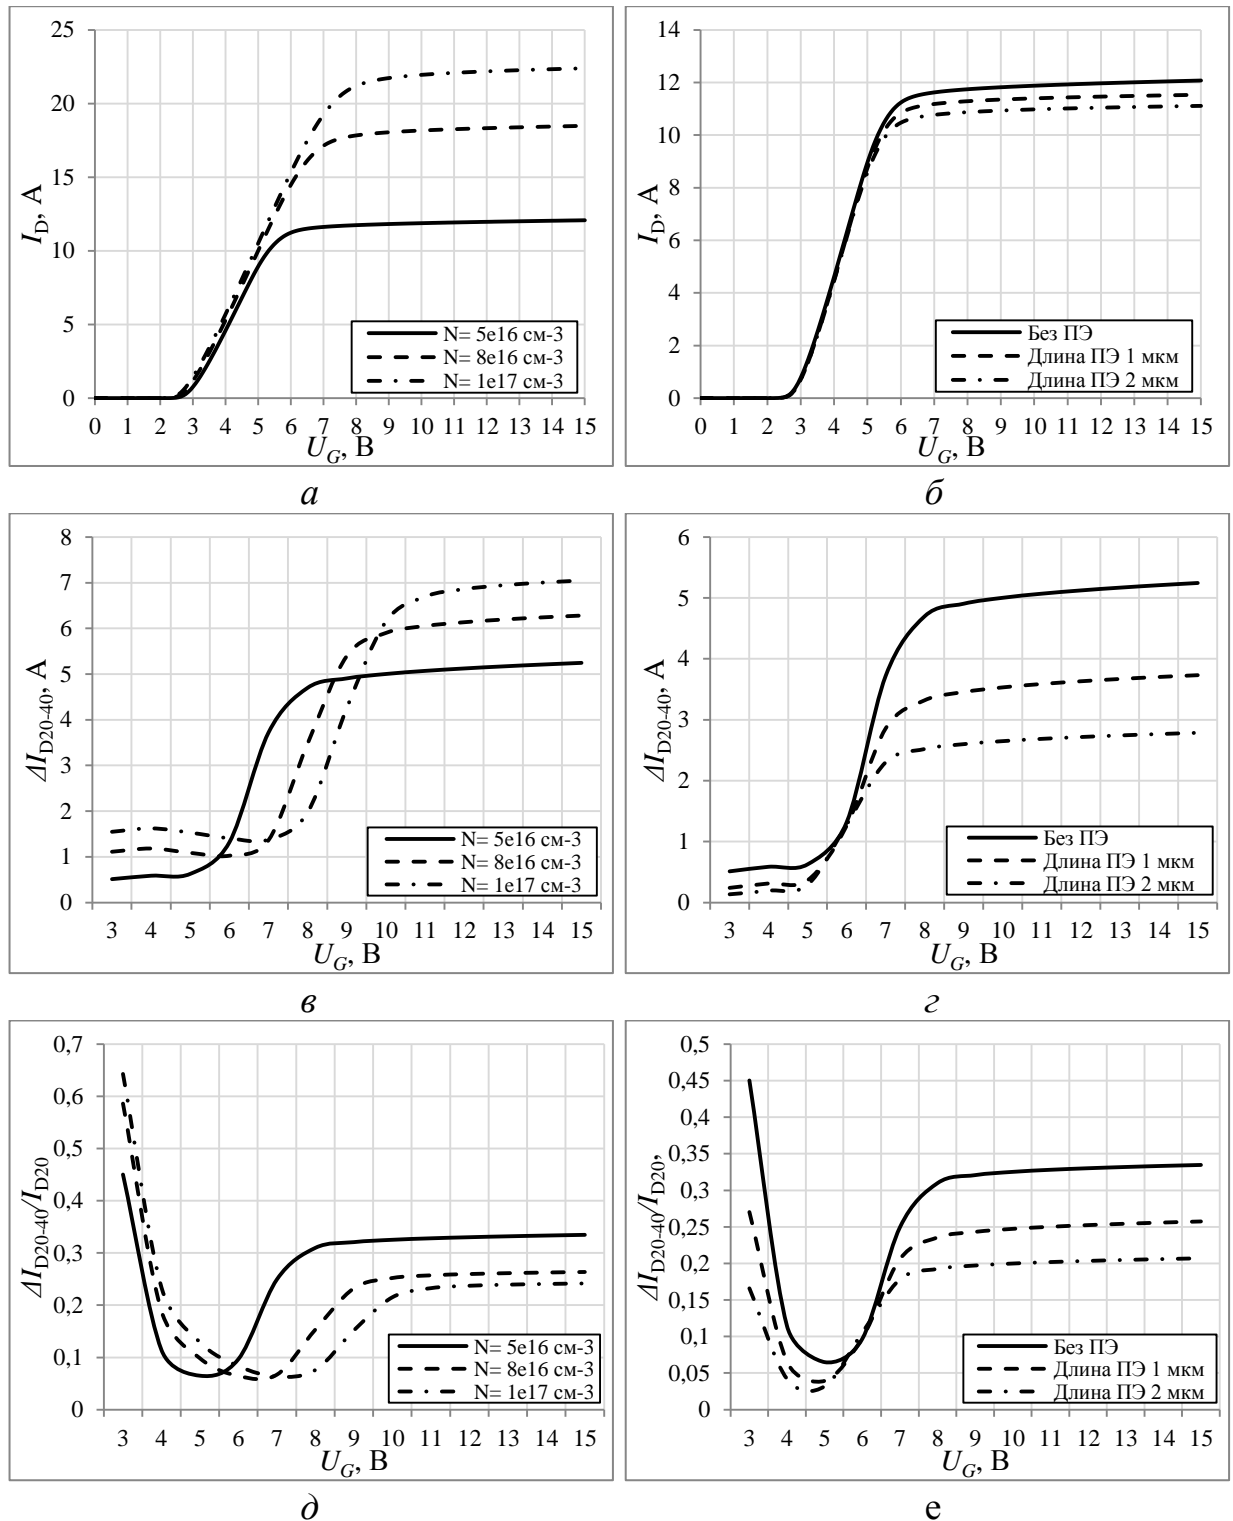 25
20
15
10
5
0
I_D, А
N= 5e16 см-3
N= 8e16 см-3
N= 1e17 см-3
0 1 2 3 4 5 6 7 8 9 10 11 12 13 14 15
U_G, В
а
14
12
10
8
6
4
2
0
I_D, А
Без ПЭ
Длина ПЭ 1 мкм
Длина ПЭ 2 мкм
0 1 2 3 4 5 6 7 8 9 10 11 12 13 14 15
U_G, В
б
8
7
6
5
4
3
2
1
0
ΔI_D20-40, А
N= 5e16 см-3
N= 8e16 см-3
N= 1e17 см-3
3 4 5 6 7 8 9 10 11 12 13 14 15
U_G, В
в
6
5
4
3
2
1
0
ΔI_D20-40, А
Без ПЭ
Длина ПЭ 1 мкм
Длина ПЭ 2 мкм
3 4 5 6 7 8 9 10 11 12 13 14 15
U_G, В
г
0,7
0,6
0,5
0,4
0,3
0,2
0,1
0
ΔI_D20-40/I_D20
N= 5e16 см-3
N= 8e16 см-3
N= 1e17 см-3
3 4 5 6 7 8 9 10 11 12 13 14 15
U_G, В
д
0,5
0,45
0,4
0,35
0,3
0,25
0,2
0,15
0,1
0,05
0
ΔI_D20-40/I_D20,
Без ПЭ
Длина ПЭ 1 мкм
Длина ПЭ 2 мкм
3 4 5 6 7 8 9 10 11 12 13 14 15
U_G, В
е